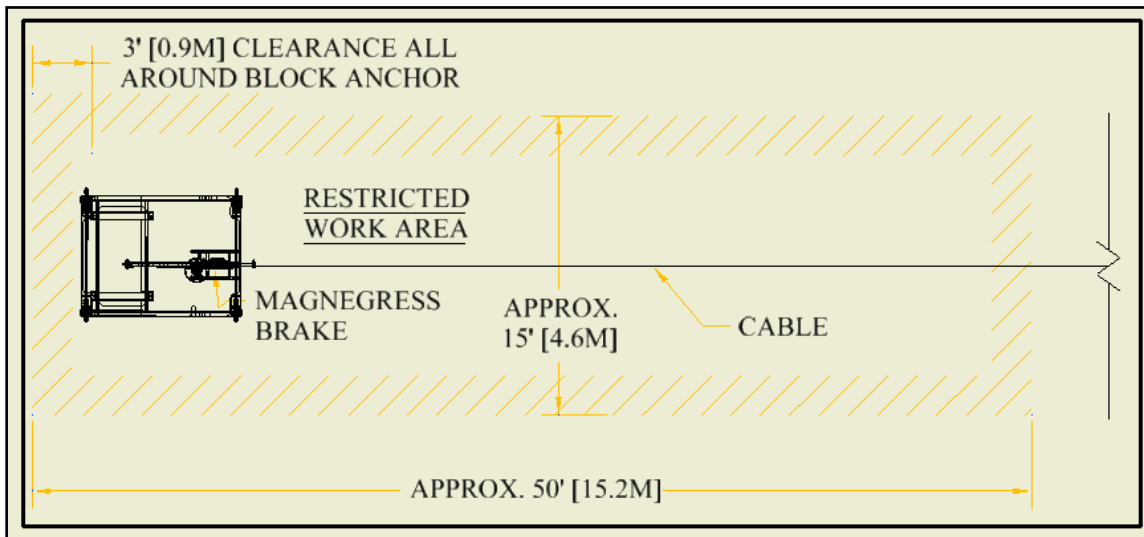 3' [0.9M] CLEARANCE ALL
AROUND BLOCK ANCHOR
RESTRICTED
WORK AREA
MAGNEGRESS
BRAKE
APPROX.
15' [4.6M]
CABLE
APPROX. 50' [15.2M]